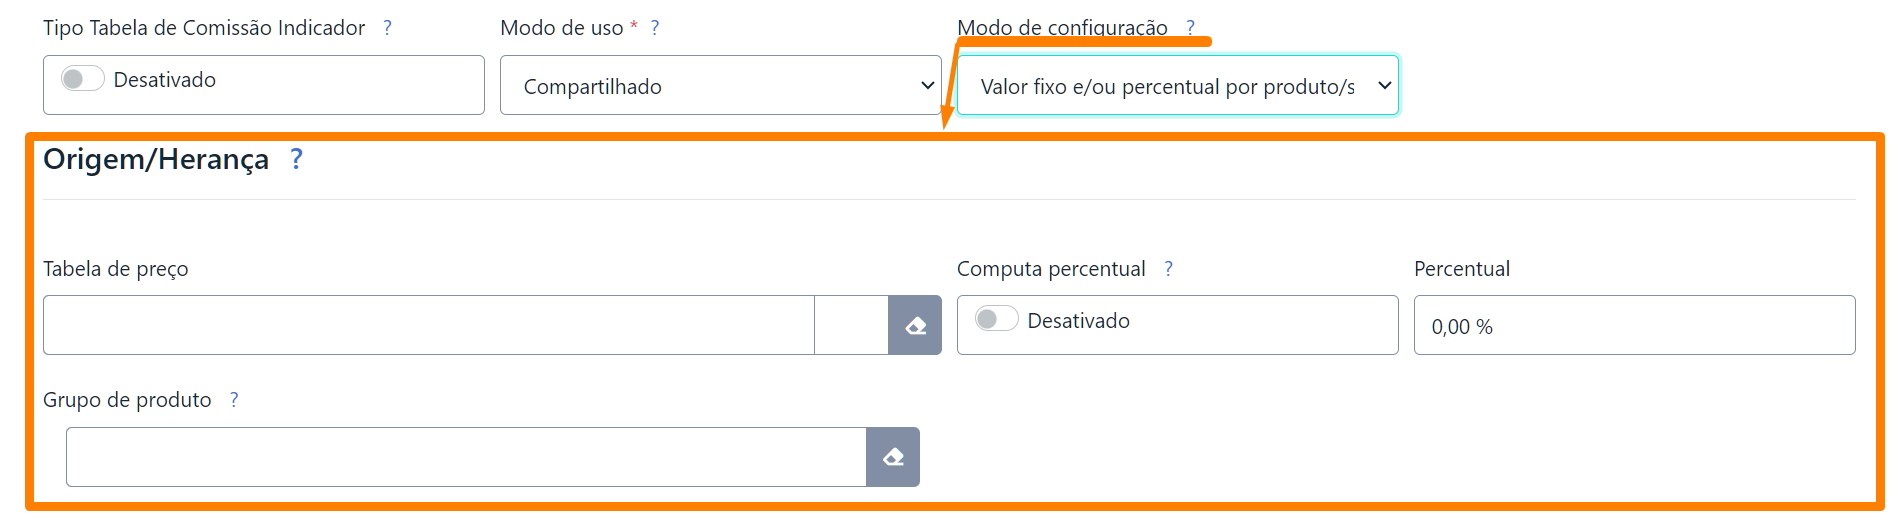 Tipo Tabela de Comissão Indicador ?
Modo de uso * ?
Modo de configuração ?
Desativado
Compartilhado
Valor fixo e/ou percentual por produto/s
Origem/Herança ?
Tabela de preço
Computa percentual ?
Percentual
Desativado
0,00 %
Grupo de produto ?